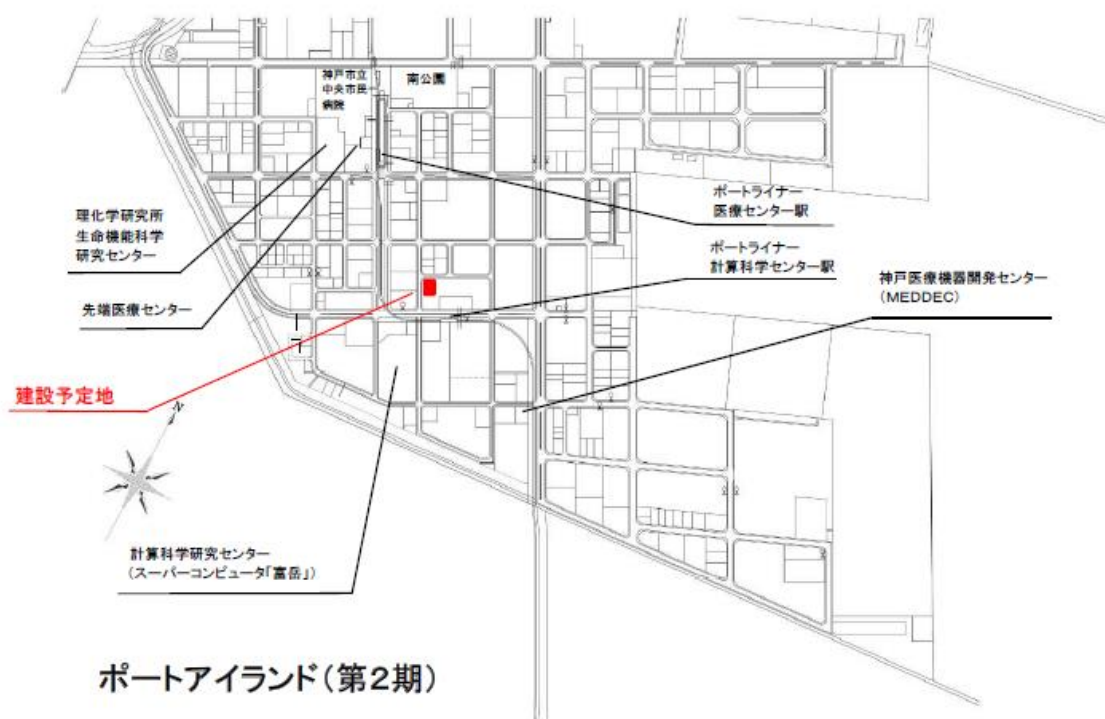 神戸市立
中央市民
病院
南公園
ポートライナー
医療センター駅
理化学研究所
生命機能科学
研究センター
ポートライナー
計算科学センター駅
神戸医療機器開発センター
(MEDDEC)
先端医療センター
建設予定地
N
計算科学研究センター
(スーパーコンピュータ「富岳」)
ポートアイランド(第2期)